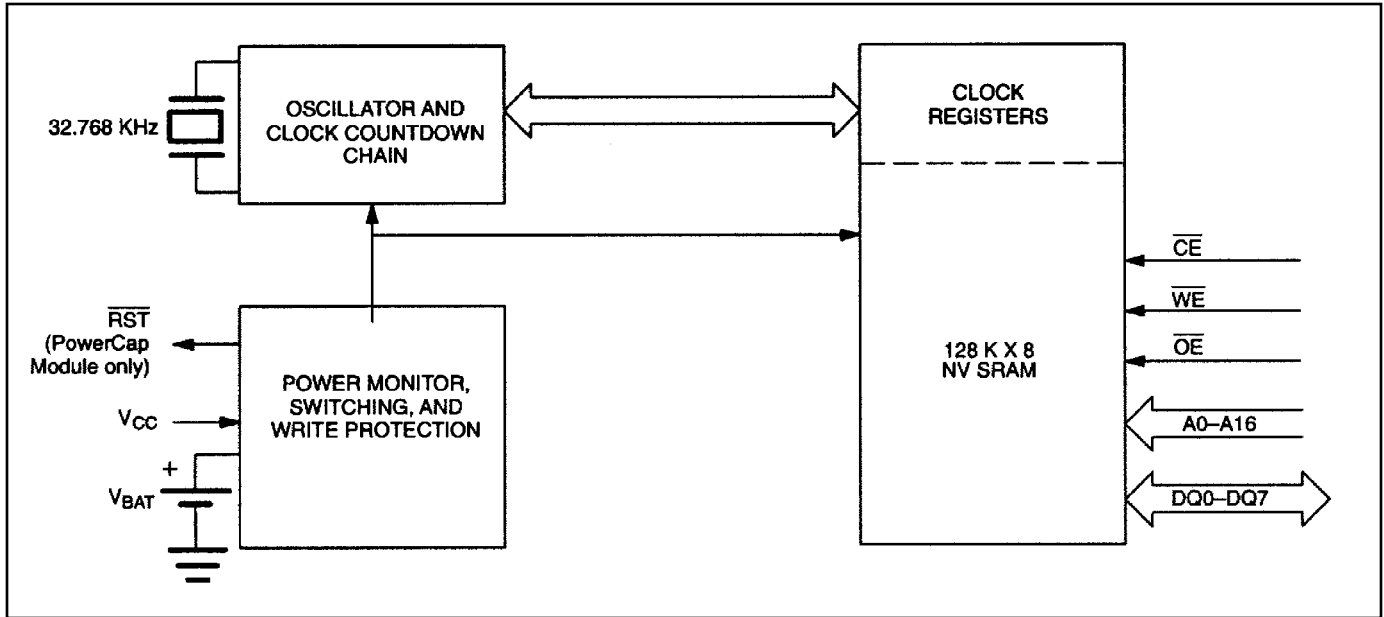 32.768 KHz
OSCILLATOR AND
CLOCK COUNTDOWN
CHAIN
CLOCK
REGISTERS
RST
(PowerCap
Module only)
VCC
+
VBAT
POWER MONITOR,
SWITCHING, AND
WRITE PROTECTION
128 K X 8
NV SRAM
CE
WE
OE
A0–A16
DQ0–DQ7